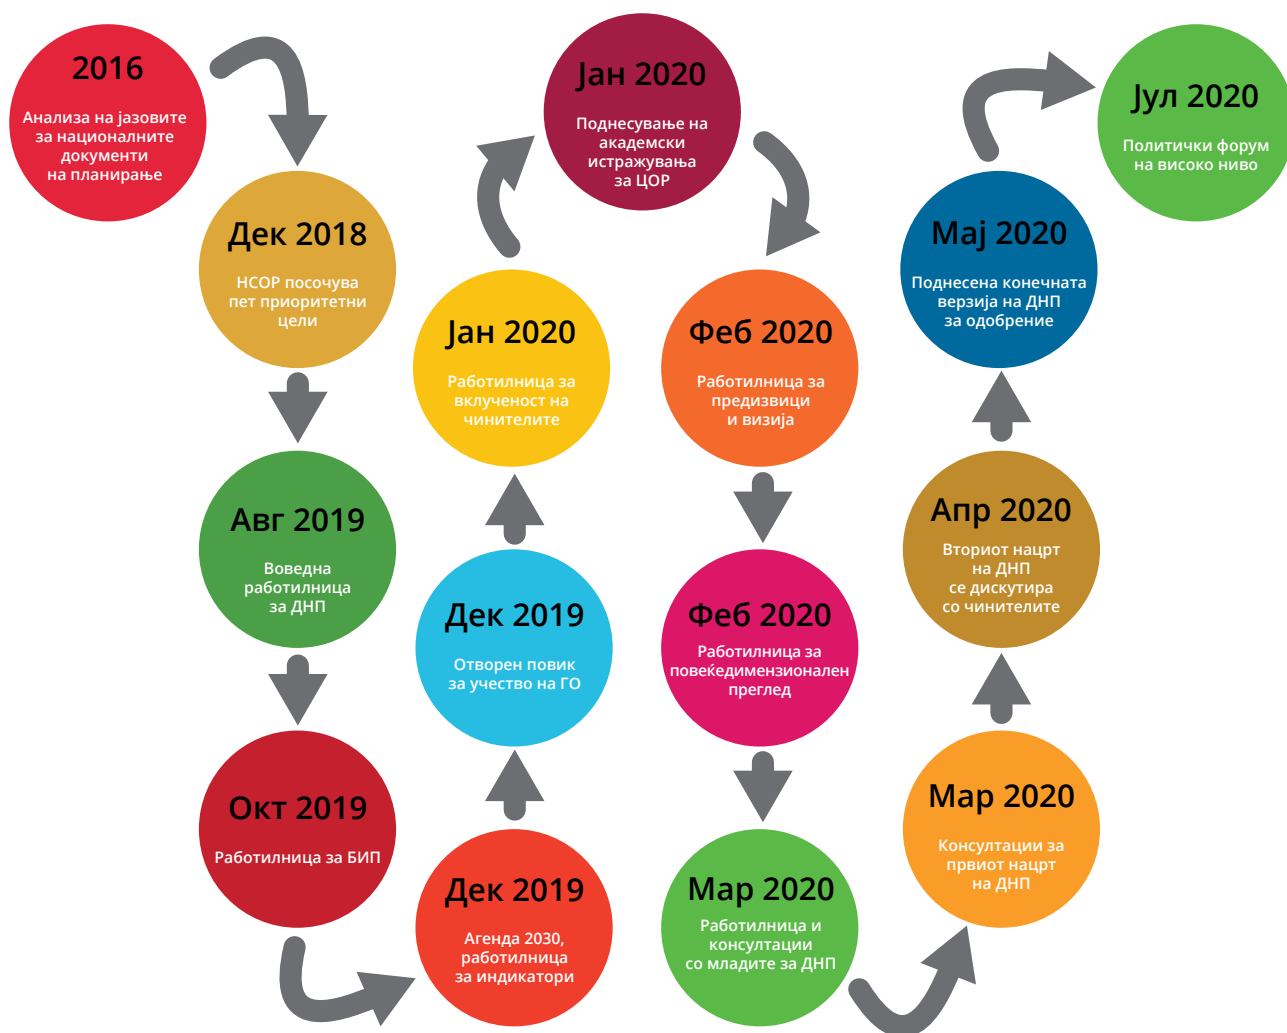 2016
Анализа на јазовите
за националните
документи
на планирање
Дек 2018
НСОР посочува
пет приоритетни
цели
Авг 2019
Воведна
работилница
за ДНП
Окт 2019
Работилница за БИП
Дек 2019
Агенда 2030,
работилница
за индикатори
Дек 2019
Отворен повик
за учество на ГО
Јан 2020
Работилница за
вклученост на
чинителите
Јан 2020
Поднесување на
академски
истражувања
за ЦОР
Феб 2020
Работилница за
предизвици
и визија
Феб 2020
Работилница за
повеќедимензионален
преглед
Мар 2020
Работилница и
консултации
со младите за ДНП
Мар 2020
Консултации за
првиот нацрт
на ДНП
Апр 2020
Вториот нацрт
на ДНП
се дискутира
со чинителите
Мај 2020
Поднесена конечната
верзија на ДНП
за одобрение
Јул 2020
Политички форум
на високо ниво